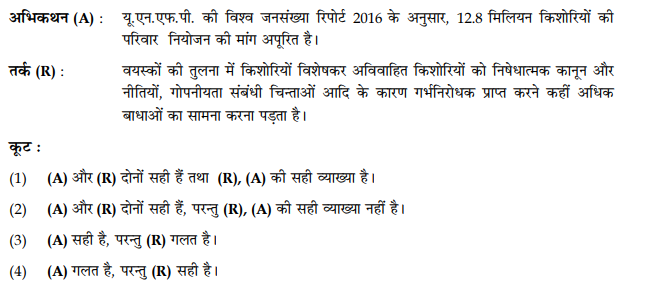 अभिकथन (A) : यू.एन.एफ.पी. की विश्व जनसंख्या रिपोर्ट 2016 के अनुसार, 12.8 मिलियन किशोरियों की
परिवार नियोजन की मांग अपूरित है।
तर्क (R) : वयस्कों की तुलना में किशोरियों विशेषकर अविवाहित किशोरियों को निषेधात्मक कानून और
नीतियों, गोपनीयता संबंधी चिन्ताओं आदि के कारण गर्भनिरोधक प्राप्त करने कहीं अधिक
बाधाओं का सामना करना पड़ता है।
कूट :
(1) (A) और (R) दोनों सही हैं तथा (R), (A) की सही व्याख्या है।
(2) (A) और (R) दोनों सही हैं, परन्तु (R), (A) की सही व्याख्या नहीं है।
(3) (A) सही है, परन्तु (R) गलत है।
(4) (A) गलत है, परन्तु (R) सही है।